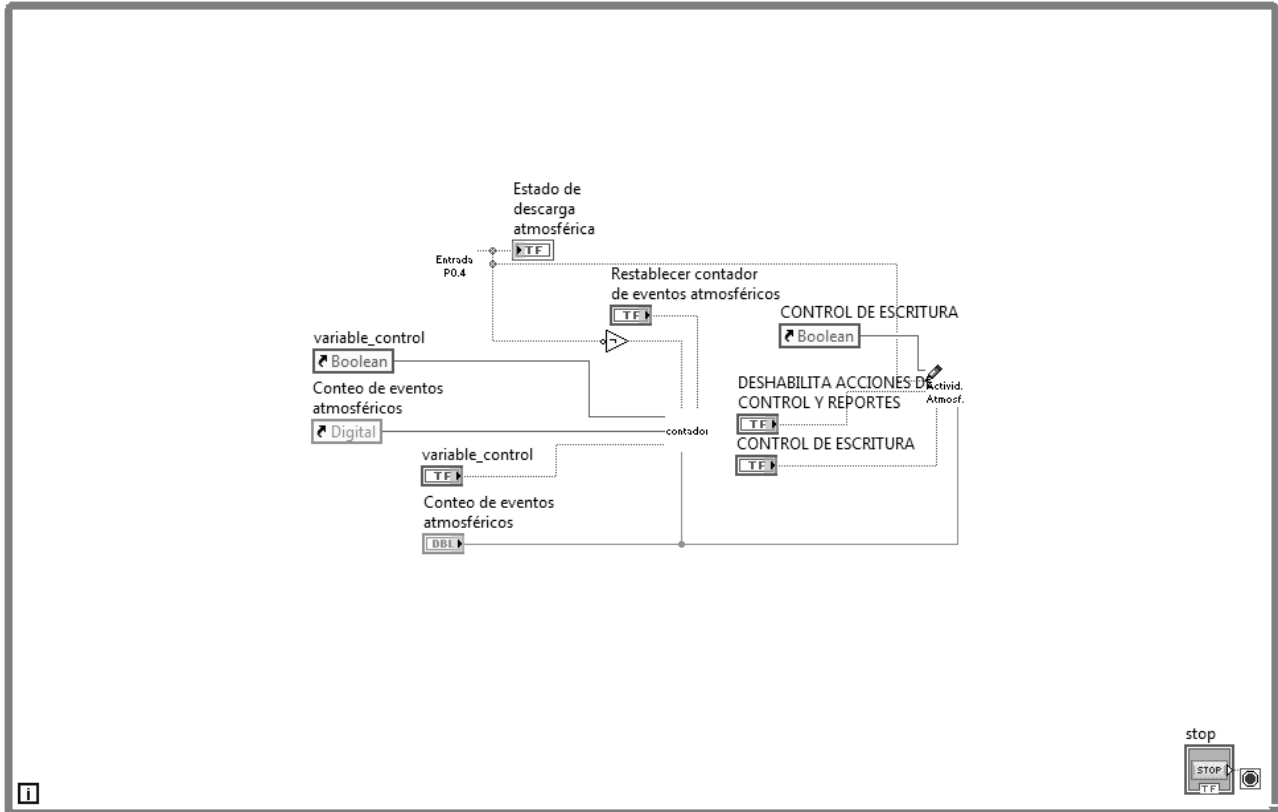 Estado de
descarga
atmosférica
TF
Entrada
P0.4
Restablecer contador
de eventos atmosféricos
TF
CONTROL DE ESCRITURA
Boolean
variable_control
Boolean
Conteo de eventos
atmosféricos
Digital
DESHABILITA ACCIONES DE
CONTROL Y REPORTES
TF
Activid.
Atmosf.
contador
CONTROL DE ESCRITURA
TF
variable_control
TF
Conteo de eventos
atmosféricos
DBL
stop
STOP
TF
i